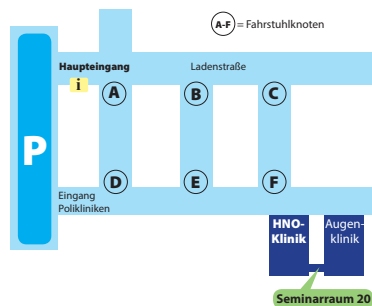 A-F = Fahrstuhlknoten
Haupteingang
Ladenstraße
i
A
B
C
P
D
E
F
Eingang
Polikliniken
HNO-
Klinik
Augen-
klinik
Seminarraum 20